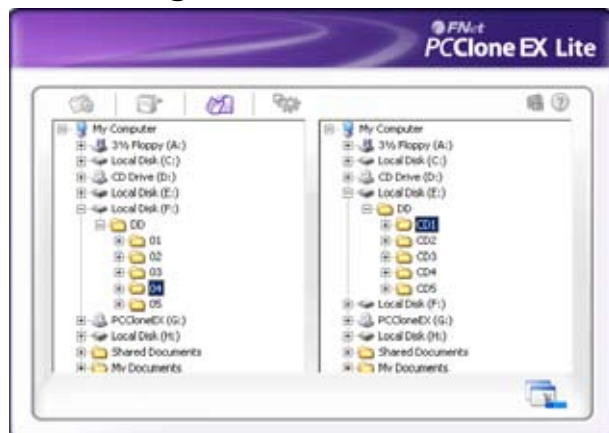 FNet
PCClone EX Lite
My Computer
3½ Floppy (A:)
Local Disk (C:)
CD Drive (D:)
Local Disk (E:)
Local Disk (F:)
DD
01
02
03
04
05
PCCloneEX (G:)
Local Disk (H:)
Shared Documents
My Documents
My Computer
3½ Floppy (A:)
Local Disk (C:)
CD Drive (D:)
Local Disk (E:)
DD
CD1
CD2
CD3
CD4
CD5
Local Disk (F:)
PCCloneEX (G:)
Local Disk (H:)
Shared Documents
My Documents